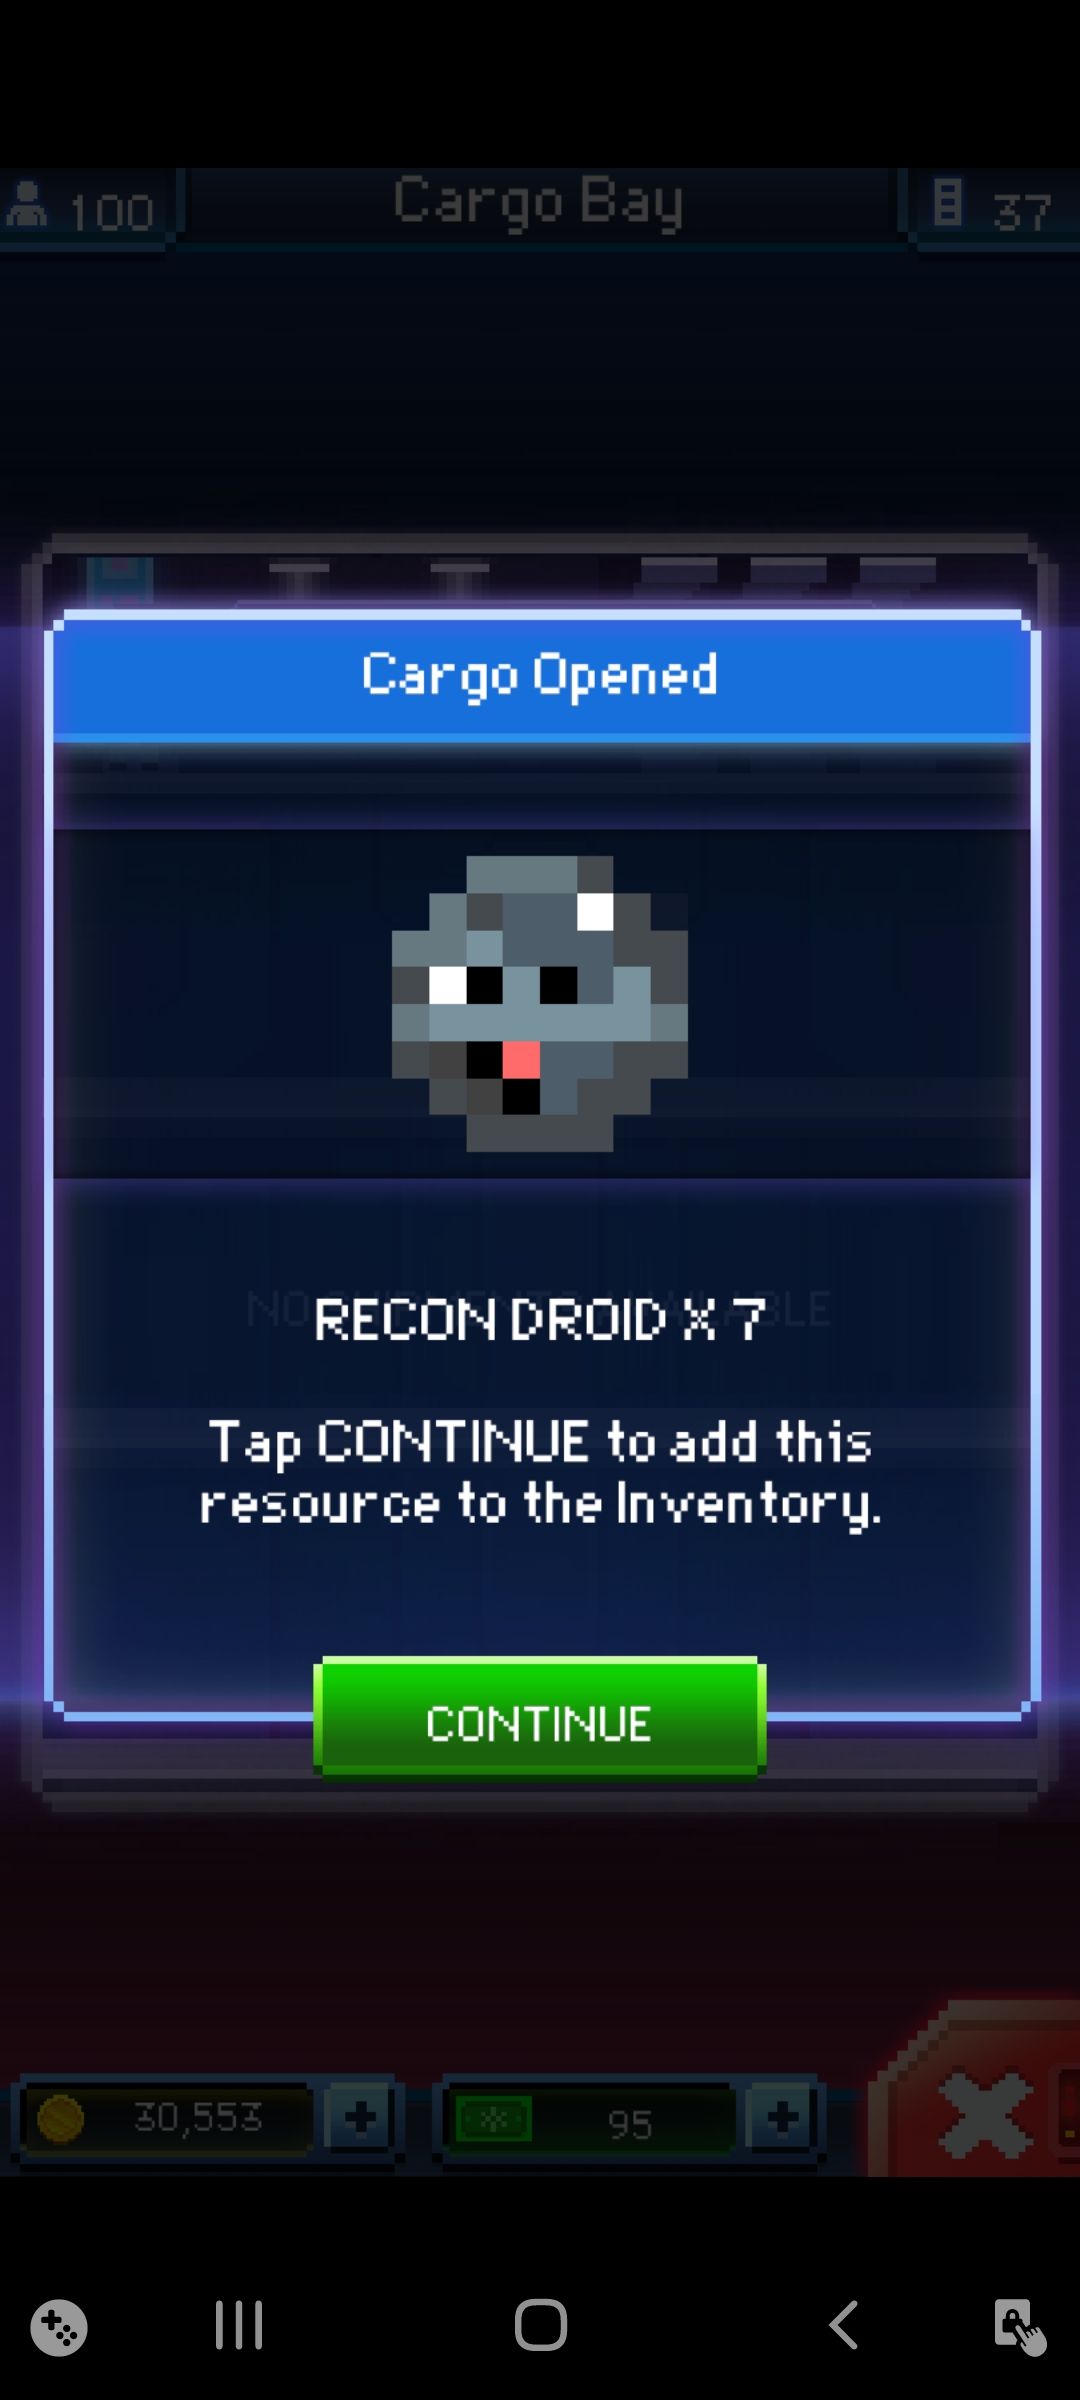 100
Cargo Bay
37
Cargo Opened
RECON DROID X 7
Tap CONTINUE to add this
resource to the Inventory.
CONTINUE
30,553
95